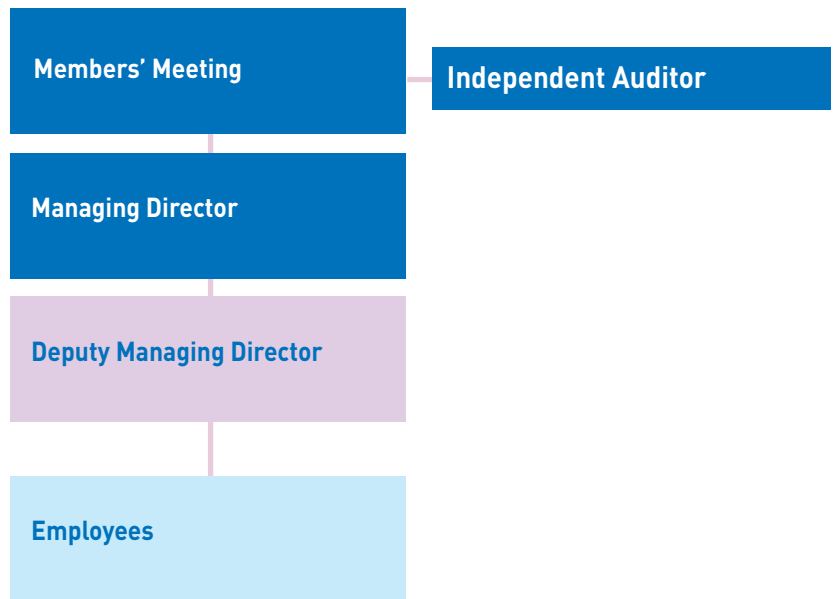 Members’ Meeting
Independent Auditor
Managing Director
Deputy Managing Director
Employees